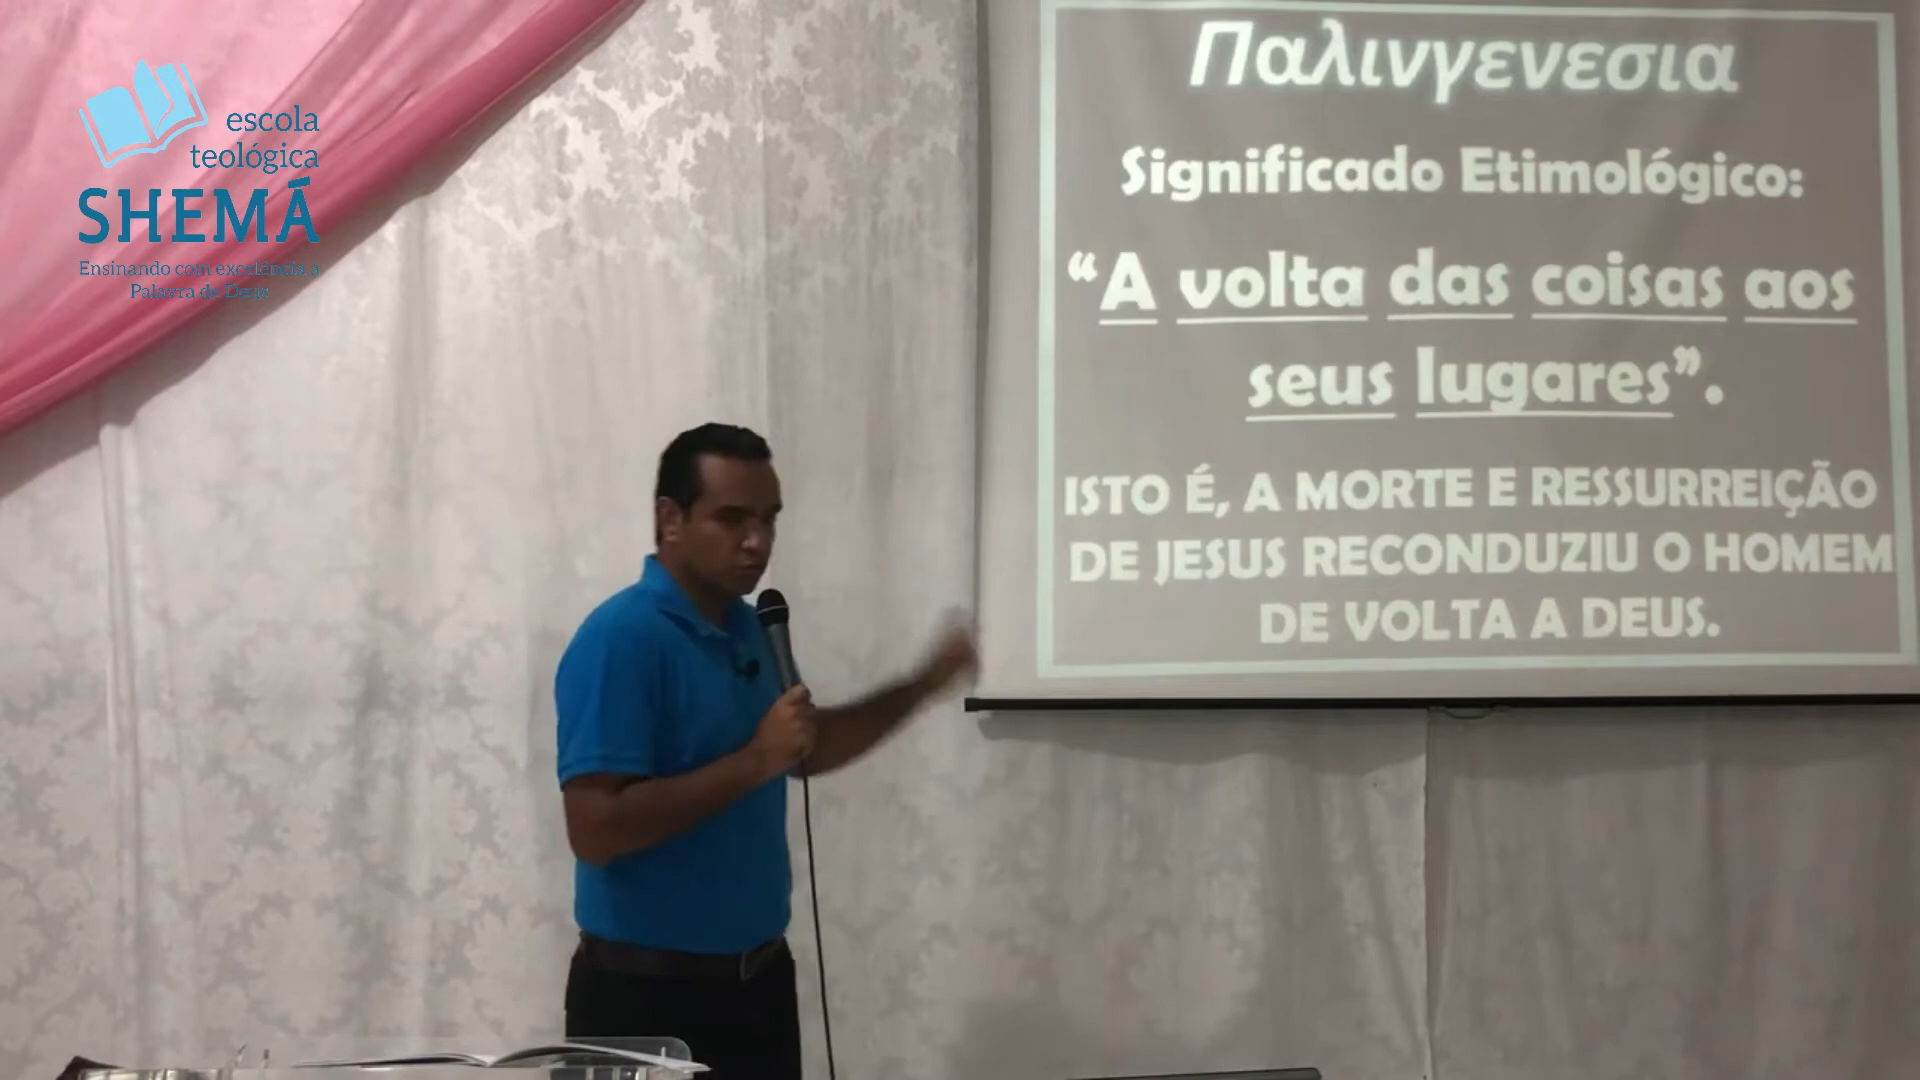 escola
teológica
SHEMÁ
Ensinando com excelência a
Palavra de Deus
Παλινγενεσια
Significado Etimológico:
“A volta das coisas aos
seus lugares”.
ISTO É, A MORTE E RESSURREIÇÃO
DE JESUS RECONDUZIU O HOMEM
DE VOLTA A DEUS.